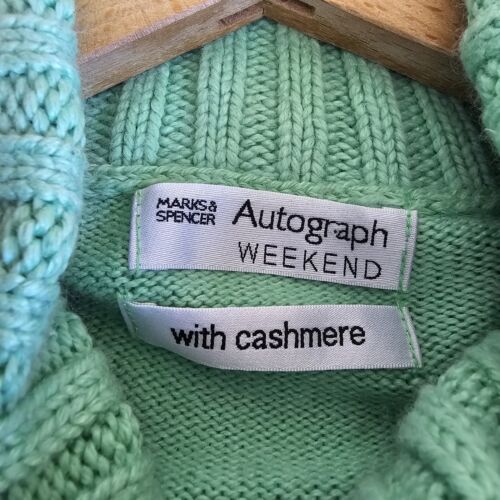 MARKS &
SPENCER
Autograph
WEEKEND
with cashmere